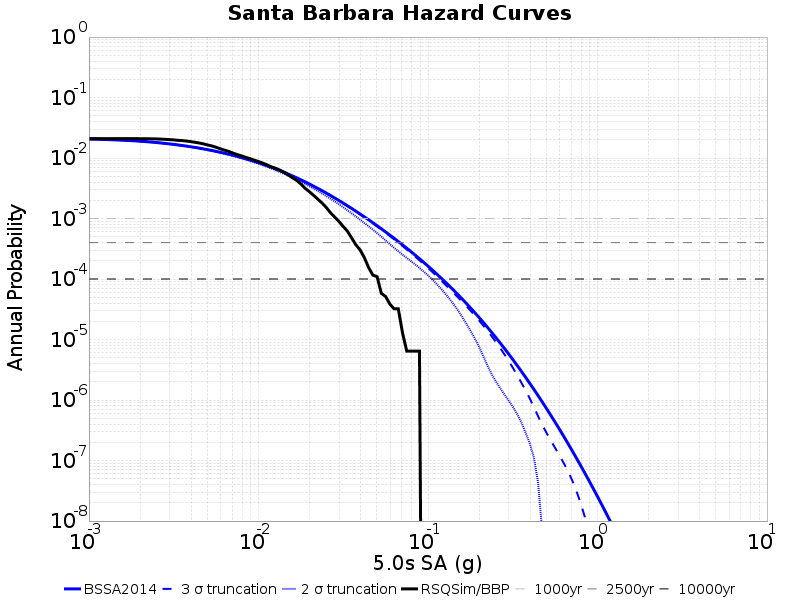 Santa Barbara Hazard Curves
10^0
10^-1
10^-2
10^-3
10^-4
10^-5
10^-6
10^-7
10^-8
Annual Probability
10^-3 10^-2 10^-1 10^0 10^1
5.0s SA (g)
BSSA2014 3 σ truncation 2 σ truncation RSQSim/BBP 1000yr 2500yr 10000yr